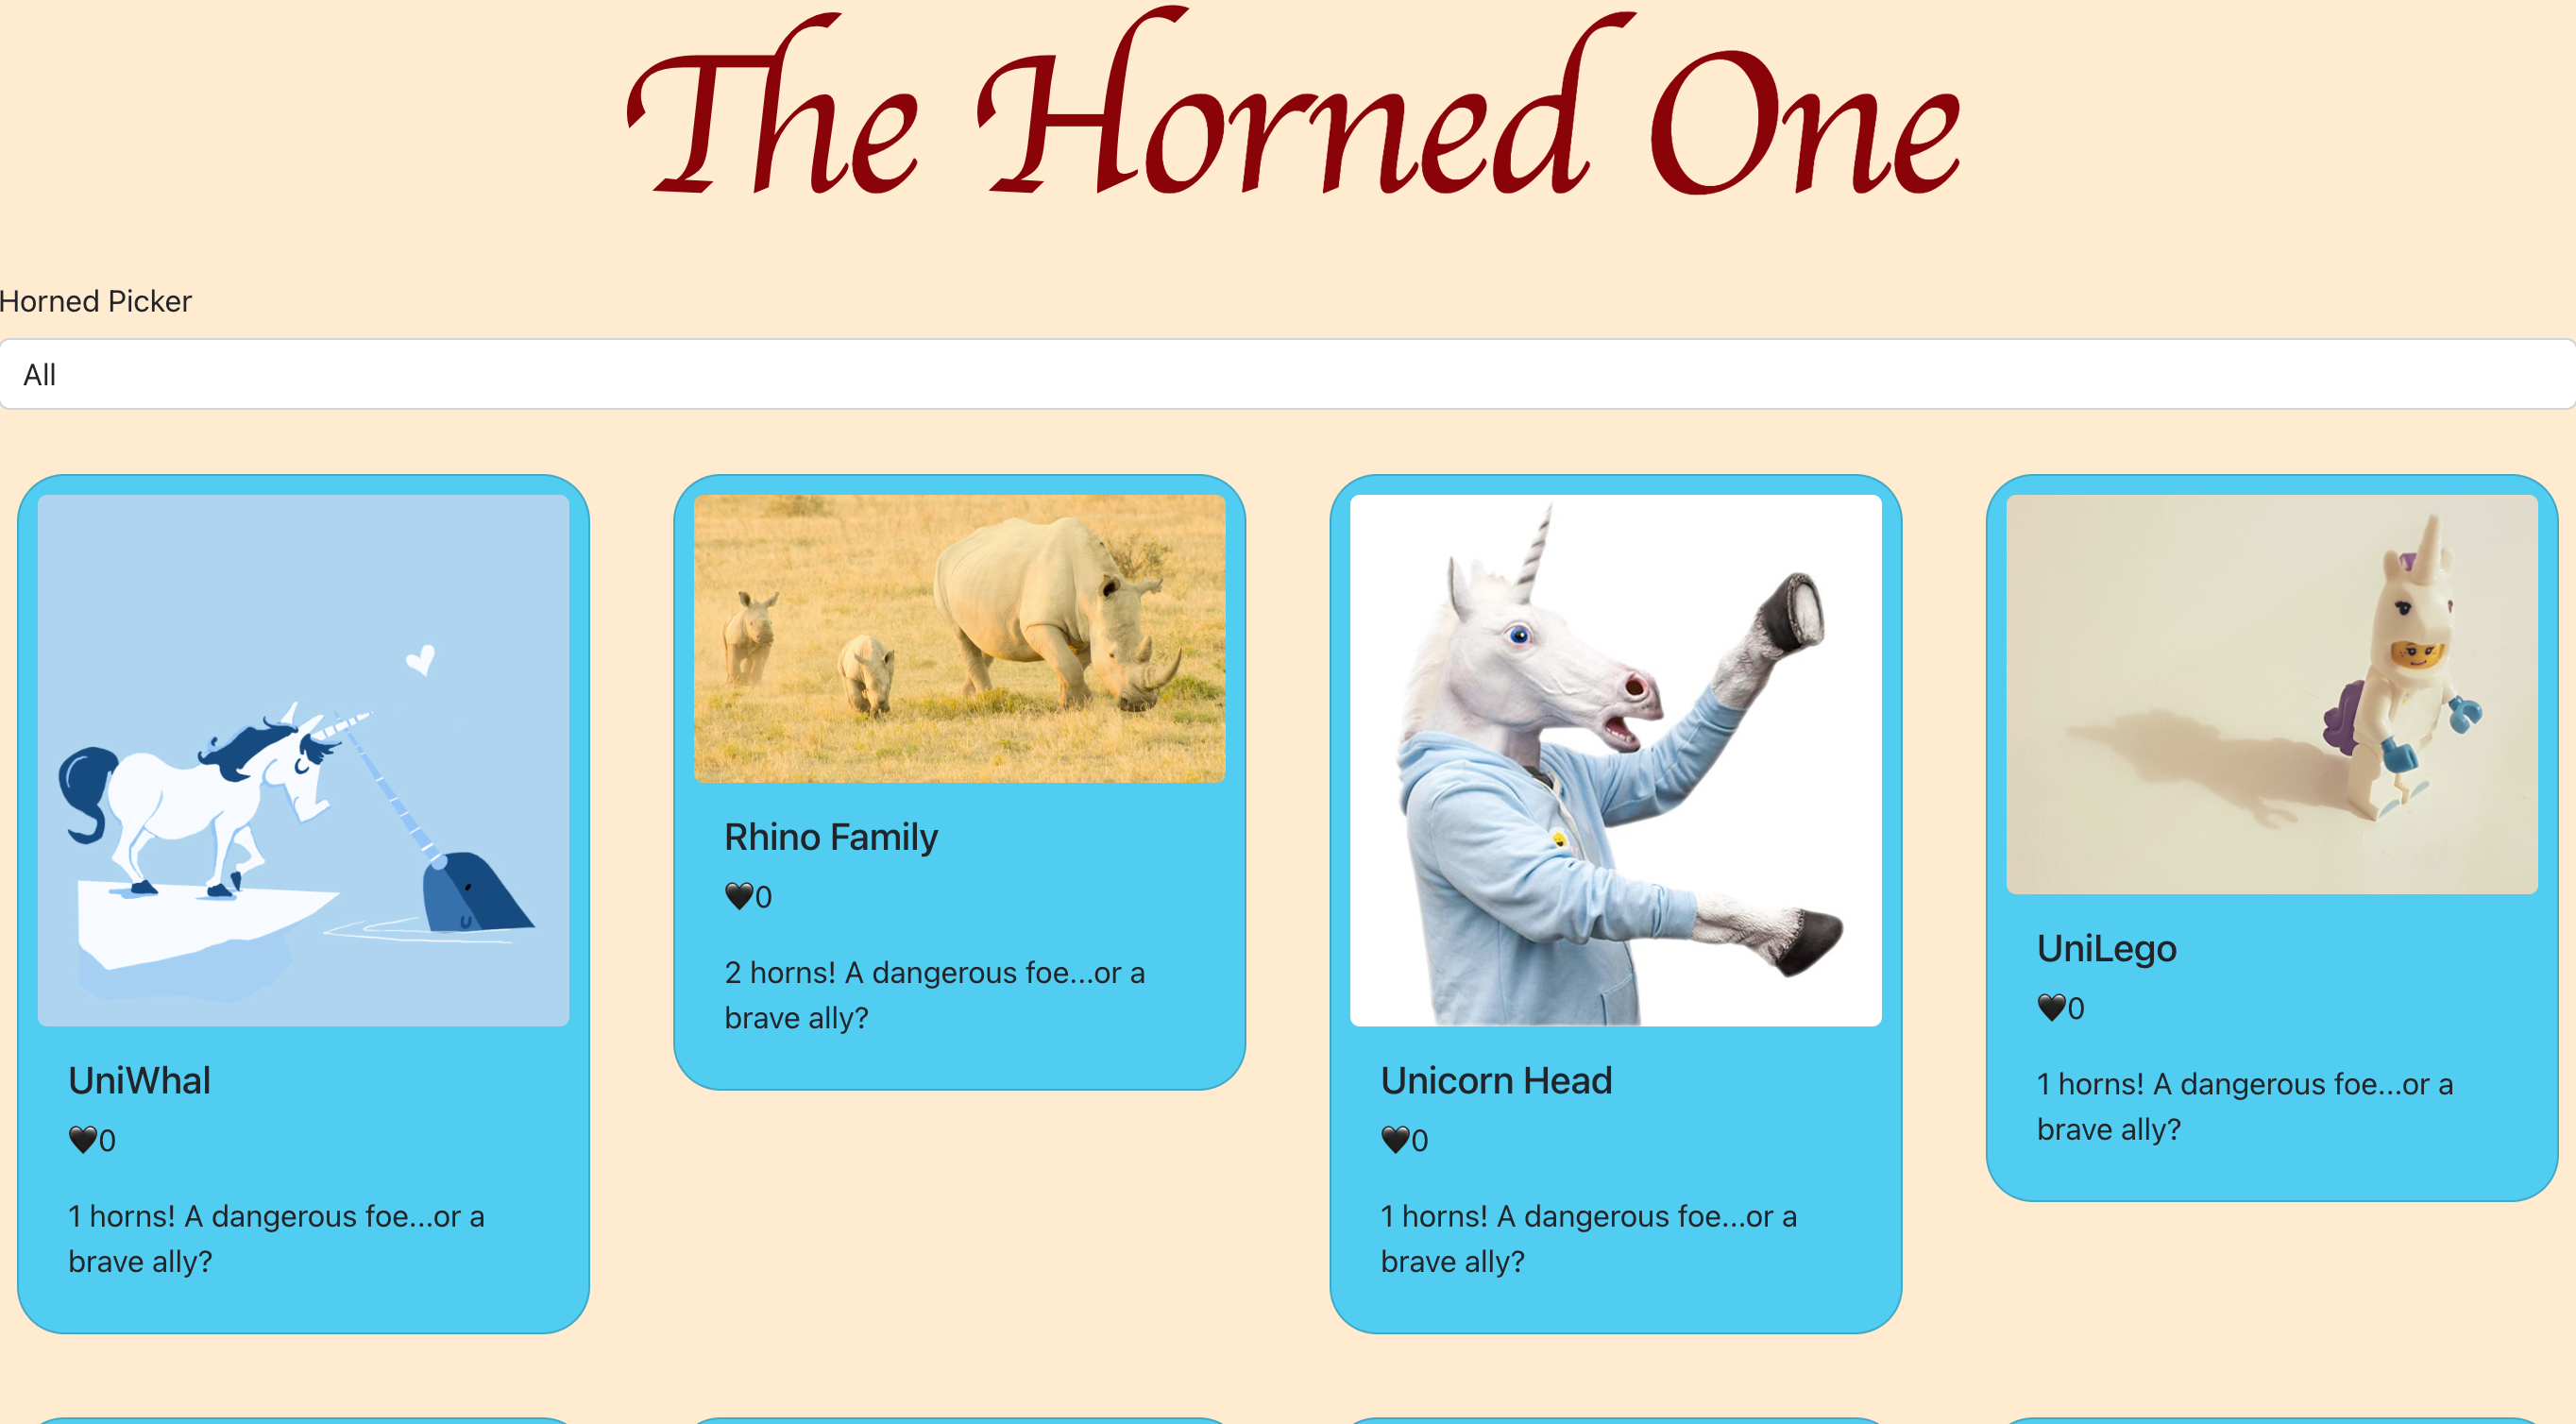 The Horned One
Horned Picker
All
UniWhal
🖤0
1 horns! A dangerous foe...or a
brave ally?
Rhino Family
🖤0
2 horns! A dangerous foe...or a
brave ally?
Unicorn Head
🖤0
1 horns! A dangerous foe...or a
brave ally?
UniLego
🖤0
1 horns! A dangerous foe...or a
brave ally?